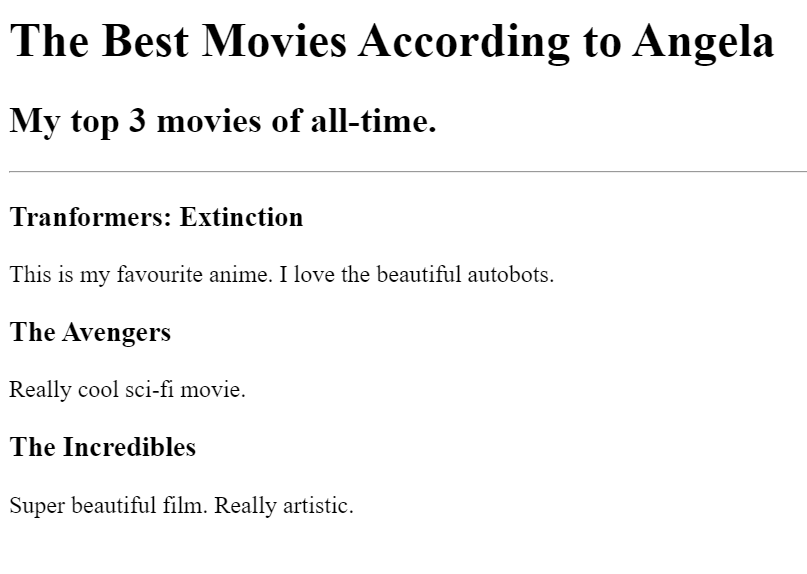 The Best Movies According to Angela
My top 3 movies of all-time.
Tranformers: Extinction
This is my favourite anime. I love the beautiful autobots.
The Avengers
Really cool sci-fi movie.
The Incredibles
Super beautiful film. Really artistic.